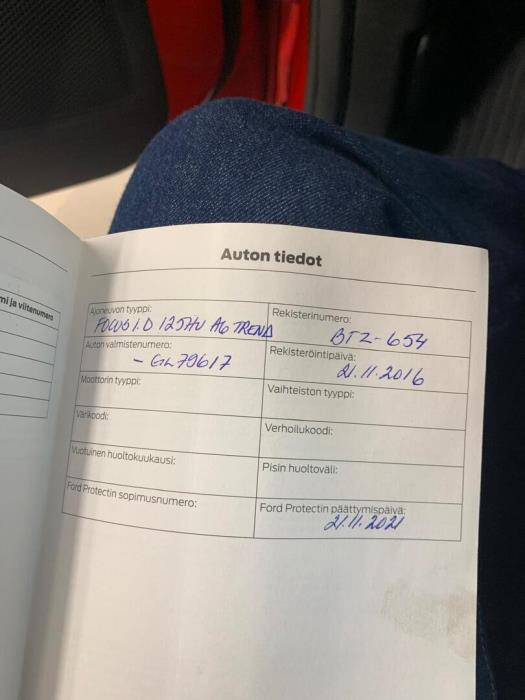 mi ja viitenumero
Auton tiedot
Ajoneuvon tyyppi:
FOCUS 1.0 125HV A6 TREND
Rekisterinumero:
BTZ-654
Auton valmistenumero:
- GL79617
Rekisteröintipäivä:
21.11.2016
Moottorin tyyppi:
Vaihteiston tyyppi:
Värikoodi:
Verhoilukoodi:
Vuotuinen huoltokuukausi:
Pisin huoltoväli:
Ford Protectin sopimusnumero:
Ford Protectin päättymispäivä:
21.11.2021